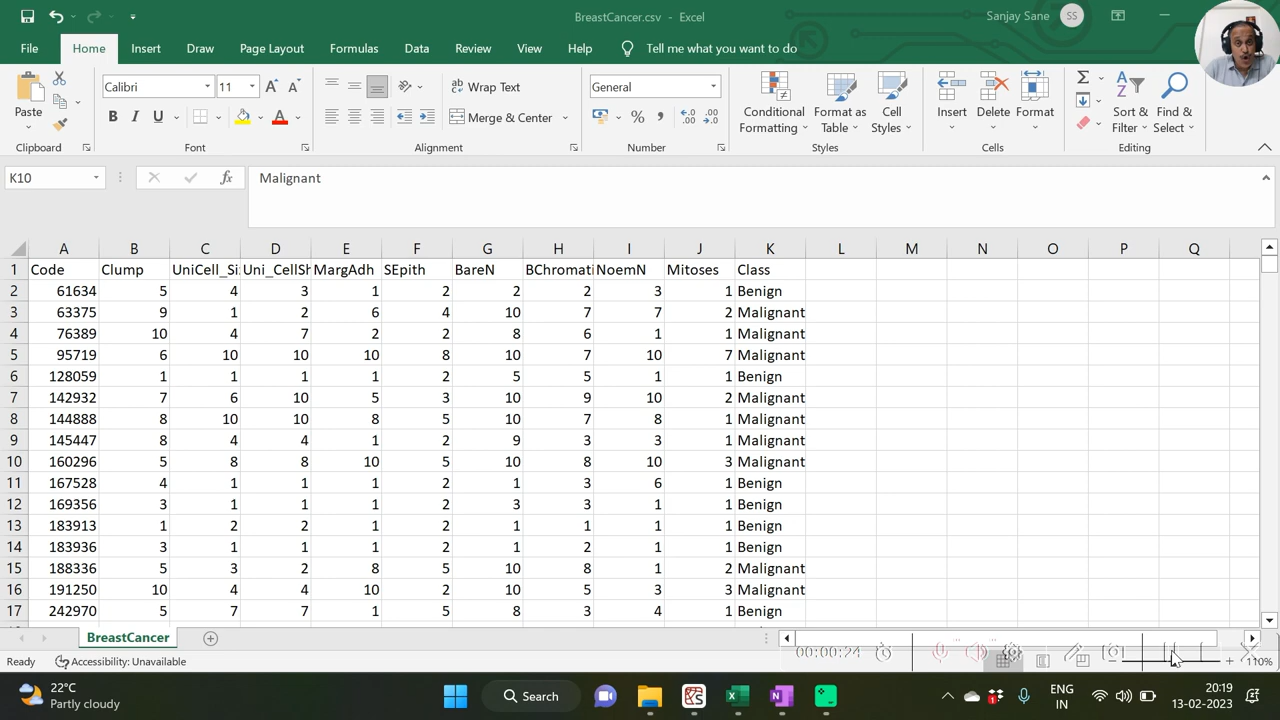 BreastCancer.csv - Excel
Sanjay Sane SS
File Home Insert Draw Page Layout Formulas Data Review View Help Tell me what you want to do
Calibri 11 Wrap Text General
Paste Conditional Formatting Format as Table Cell Styles Insert Delete Format Sort & Filter Find & Select
B I U A Merge & Center % ,
Clipboard Font Alignment Number Styles Cells Editing
K10 fx Malignant
A B C D E F G H I J K L M N O P Q
1 Code Clump UniCell_Si Uni_CellSh MargAdh SEpith BareN BChromati NoemN Mitoses Class
2 61634 5 4 3 1 2 2 2 3 1 Benign
3 63375 9 1 2 6 4 10 7 7 2 Malignant
4 76389 10 4 7 2 2 8 6 1 1 Malignant
5 95719 6 10 10 10 8 10 7 10 7 Malignant
6 128059 1 1 1 1 2 5 5 1 1 Benign
7 142932 7 6 10 5 3 10 9 10 2 Malignant
8 144888 8 10 10 8 5 10 7 8 1 Malignant
9 145447 8 4 4 1 2 9 3 3 1 Malignant
10 160296 5 8 8 10 5 10 8 10 3 Malignant
11 167528 4 1 1 1 2 1 3 6 1 Benign
12 169356 3 1 1 1 2 3 3 1 1 Benign
13 183913 1 2 2 1 2 1 1 1 1 Benign
14 183936 3 1 1 1 2 1 2 1 1 Benign
15 188336 5 3 2 8 5 10 8 1 2 Malignant
16 191250 10 4 4 10 2 10 5 3 3 Malignant
17 242970 5 7 7 1 5 8 3 4 1 Benign
BreastCancer
00:00:24
Ready Accessibility: Unavailable 110%
22°C
Partly cloudy
Search
ENG
IN
20:19
13-02-2023